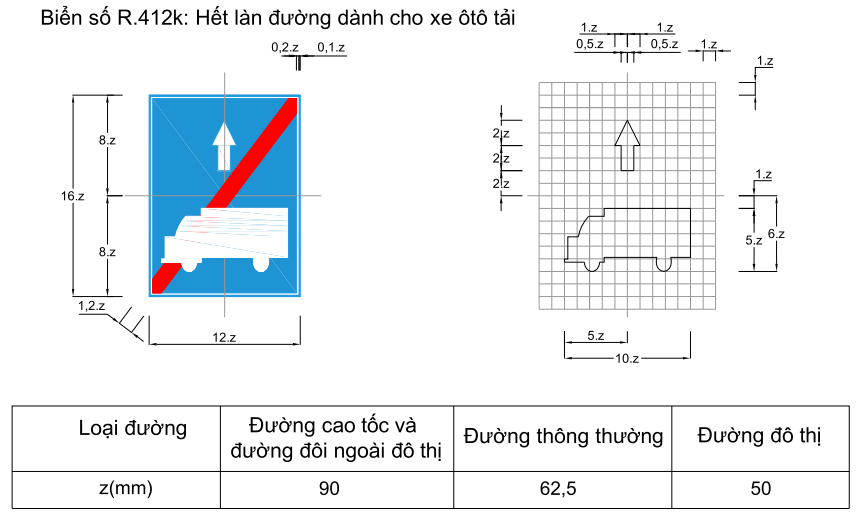 Biển số R.412k: Hết làn đường dành cho xe ôtô tải
0,2.z
0,1.z
8.z
16.z
8.z
1,2.z
12.z
1.z
1.z
0,5.z
0,5.z
1.z
1.z
2.z
2.z
2.z
1.z
5.z
6.z
5.z
10.z
Loại đường
Đường cao tốc và
đường đôi ngoài đô thị
Đường thông thường
Đường đô thị
z(mm)
90
62,5
50